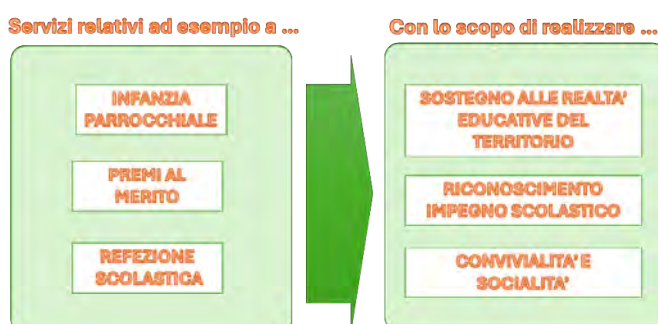 Servizi relativi ad esempio a ...
INFANZIA
PARROCCHIALE
PREMI AL
MERITO
REFEZIONE
SCOLASTICA
Con lo scopo di realizzare ...
SOSTEGNO ALLE REALTA'
EDUCATIVE DEL
TERRITORIO
RICONOSCIMENTO
IMPEGNO SCOLASTICO
CONVIVIALITA' E
SOCIALITA'